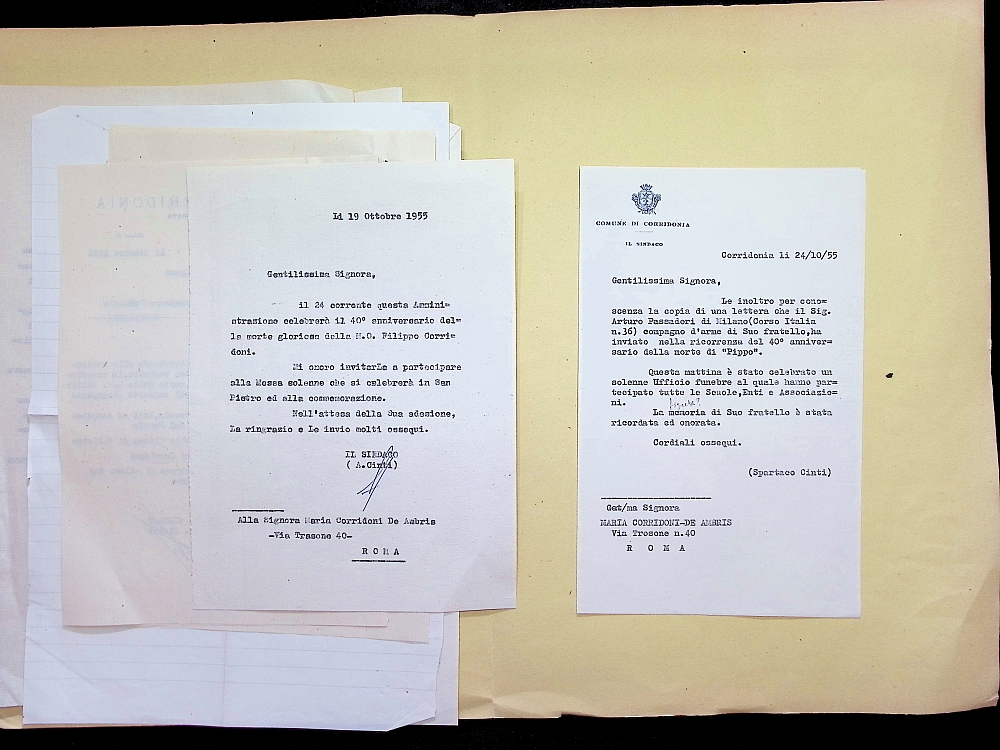 Li 19 Ottobre 1955
Gentilissima Signora,
il 24 corrente questa Ammini=
strazione celebrerà il 40° anniversario del=
la morte gloriosa della M.O. Filippo Corri=
doni.
Mi onoro invitarLa a partecipare
alla Messa solenne che si celebrerà in San
Pietro ed alla commemorazione.
Nell'attesa della Sua adesione,
La ringrazio e Le invio molti ossequi.
IL SINDACO
( A.Cinti)
Alla Signora Maria Corridoni De Ambris
-Via Trasone 40-
R O M A
COMUNE DI CORRIDONIA
IL SINDACO
Corridonia li 24/10/55
Gentilissima Signora,
Le inoltro per cono=
scenza la copia di una lettera che il Sig.
Arturo Passadori di Milano(Corso Italia
n.36) compagno d'arme di Suo fratello,ha
inviato nella ricorrenza del 40° anniver=
sario della morte di "Pippo".
Questa mattina è stato celebrato un
solenne Ufficio funebre al quale hanno par=
tecipato tutte le Scuole,Enti e Associazio=
ni.
La memoria di Suo fratello è stata
ricordata ed onorata.
Cordiali ossequi.
(Spartaco Cinti)
Gat/ma Signora
MARIA CORRIDONI-DE AMBRIS
Via Trosone n.40
R O M A